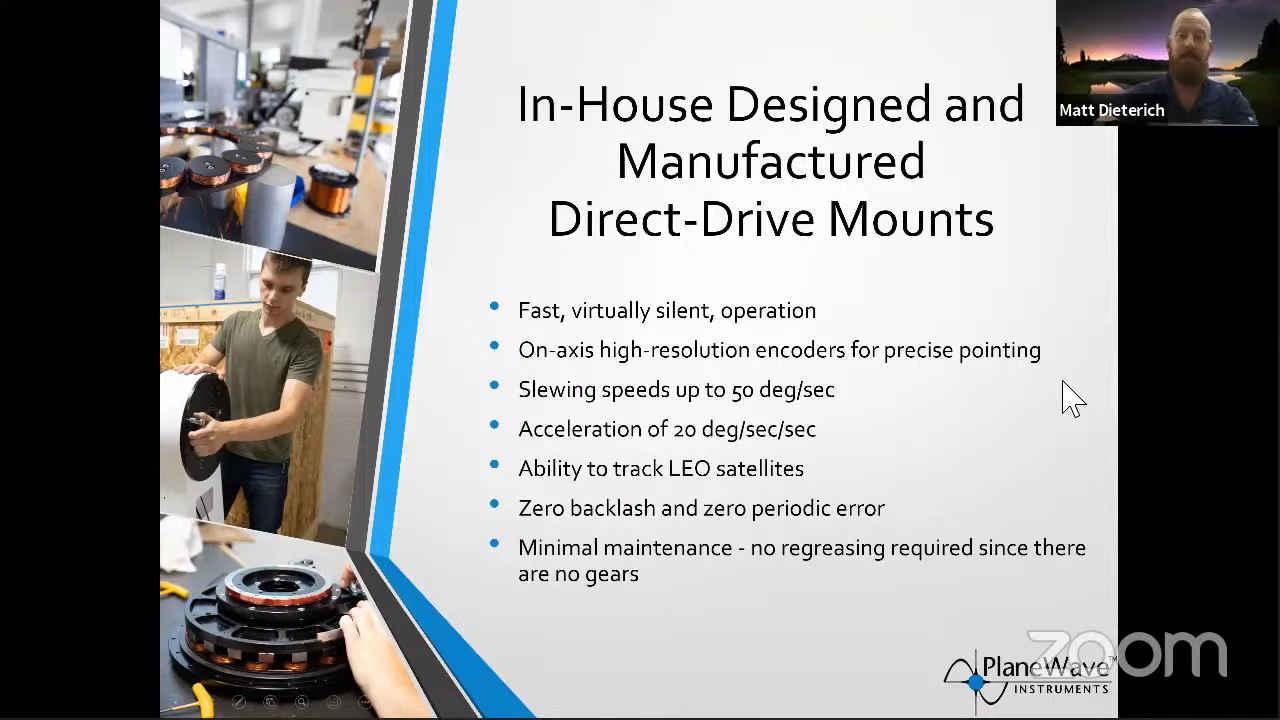 Matt Dieterich
In-House Designed and
Manufactured
Direct-Drive Mounts
Fast, virtually silent, operation
On-axis high-resolution encoders for precise pointing
Slewing speeds up to 50 deg/sec
Acceleration of 20 deg/sec/sec
Ability to track LEO satellites
Zero backlash and zero periodic error
Minimal maintenance - no regreasing required since there
are no gears
zoom
PlaneWave™
INSTRUMENTS